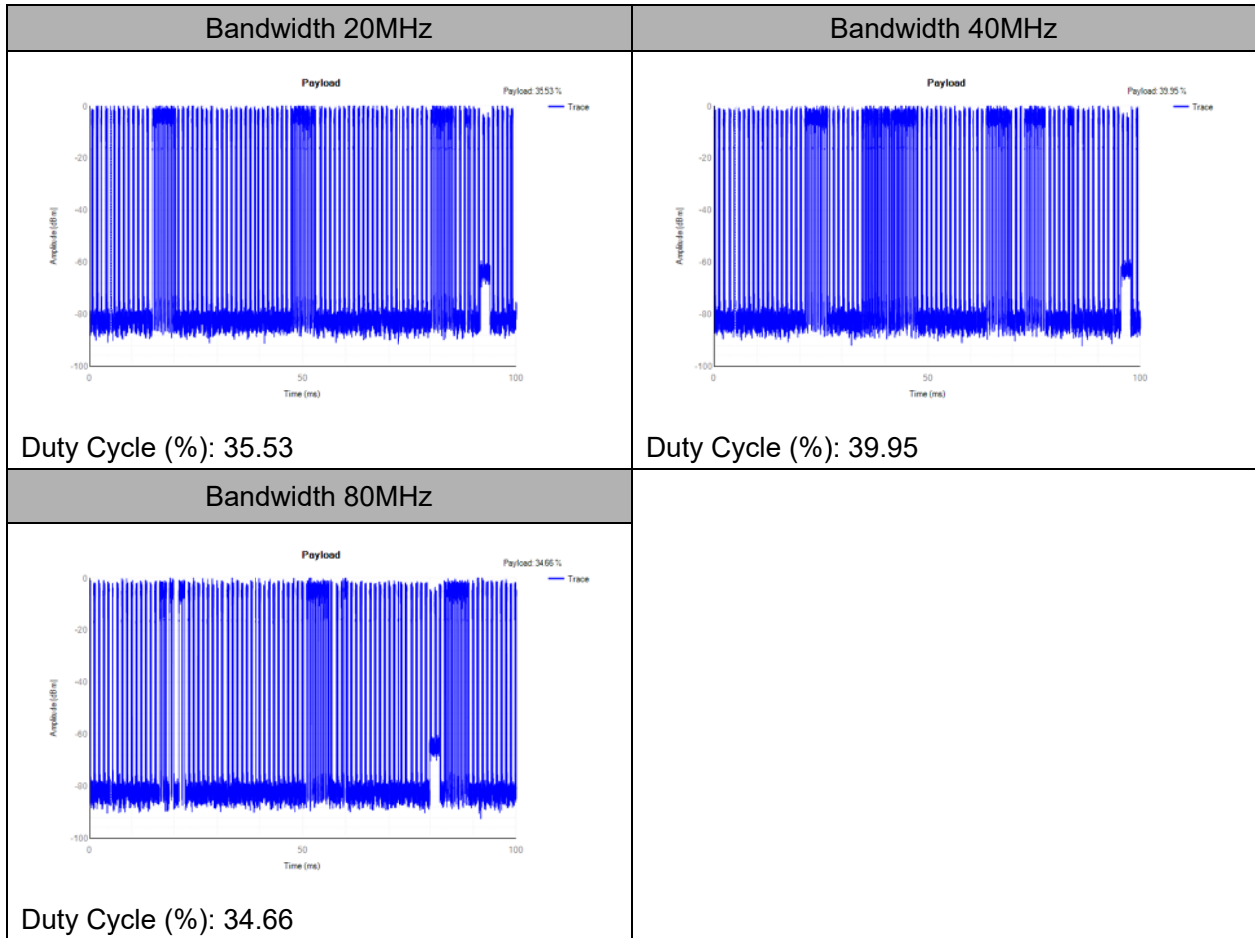 Bandwidth 20MHz
Bandwidth 40MHz
Payload
Payload: 35.53 %
Trace
0
-20
-40
-60
-80
-100
Amplitude [dBm]
0
50
100
Time (ms)
Duty Cycle (%): 35.53
Payload
Payload: 39.95 %
Trace
0
-20
-40
-60
-80
-100
Amplitude [dBm]
0
50
100
Time (ms)
Duty Cycle (%): 39.95
Bandwidth 80MHz
Payload
Payload: 34.66 %
Trace
0
-20
-40
-60
-80
-100
Amplitude [dBm]
0
50
100
Time (ms)
Duty Cycle (%): 34.66